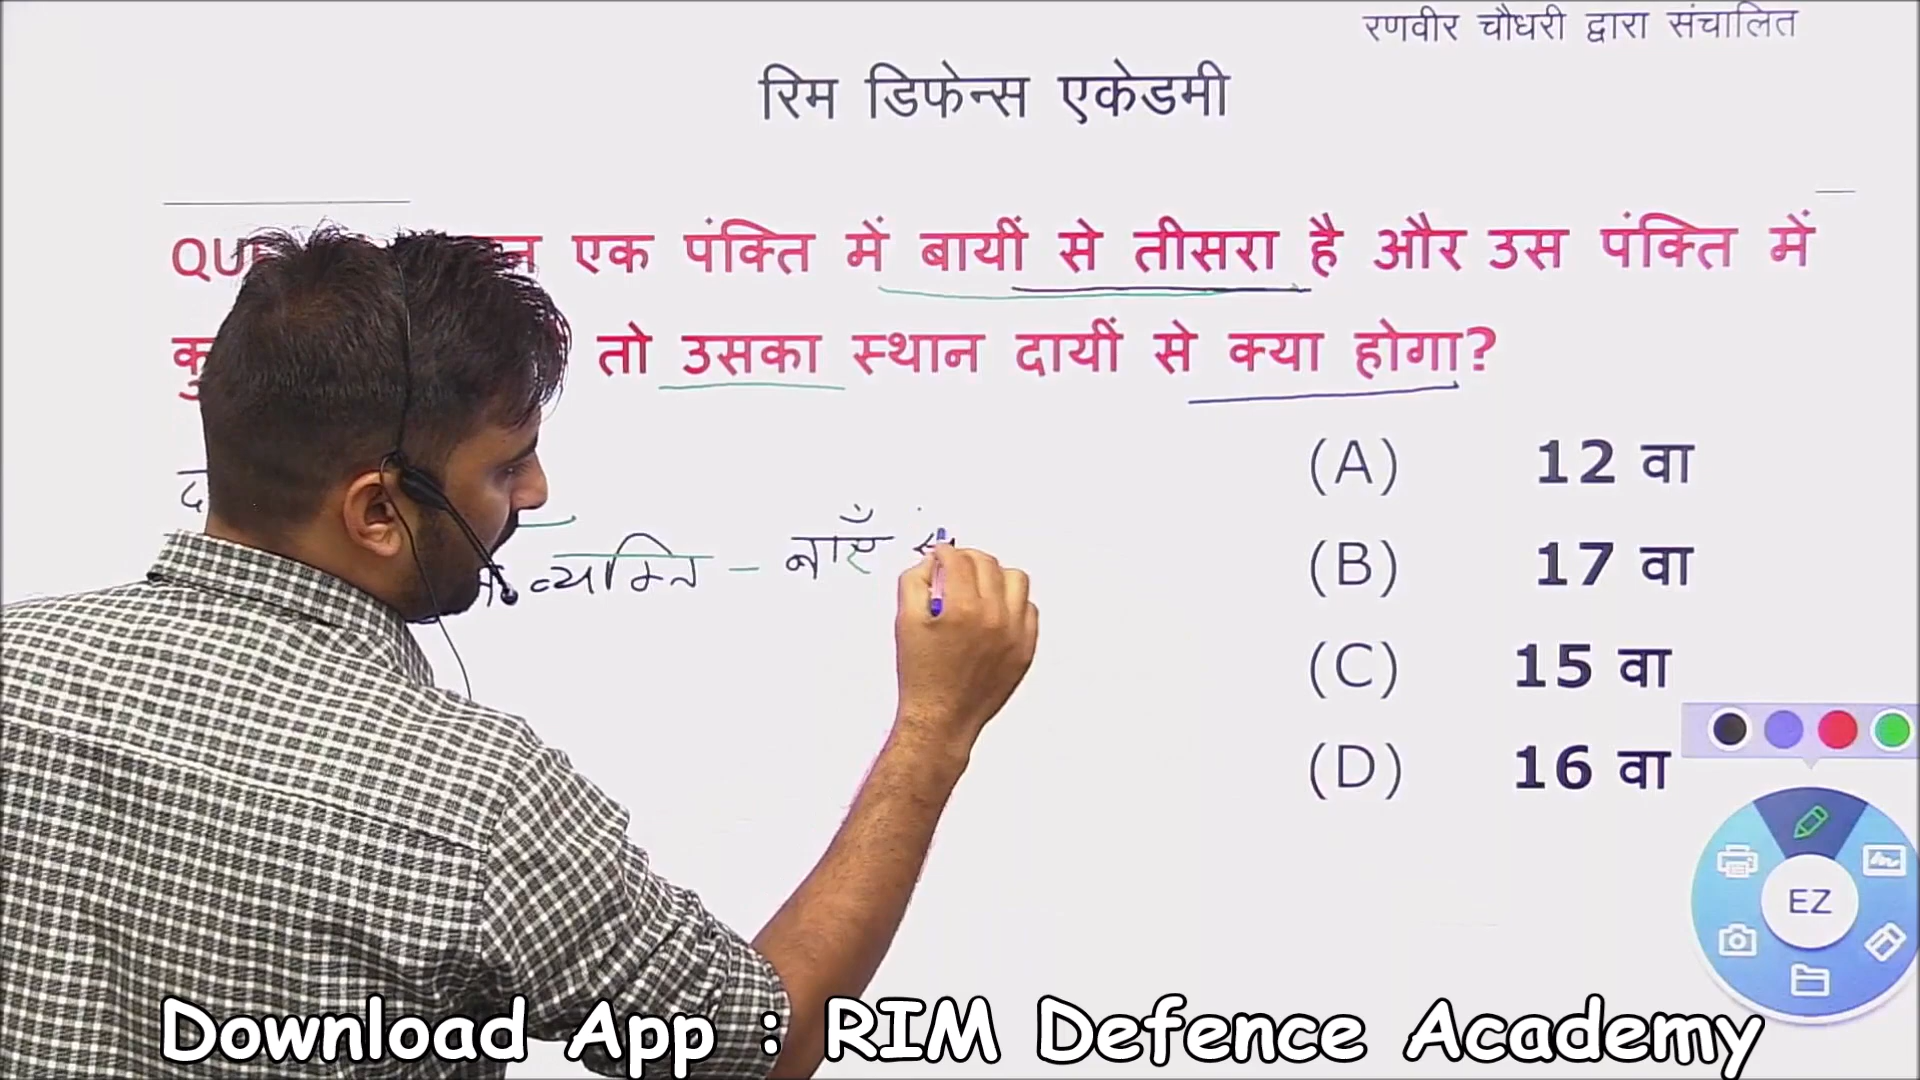 रणवीर चौधरी द्वारा संचालित
रिम डिफेन्स एकेडमी
एक पंक्ति में बायीं से तीसरा है और उस पंक्ति में
तो उसका स्थान दायीं से क्या होगा?
(A) 12 वा
व्यक्ति – बाएँ
(B) 17 वा
(C) 15 वा
(D) 16 वा
EZ
Download App : RIM Defence Academy